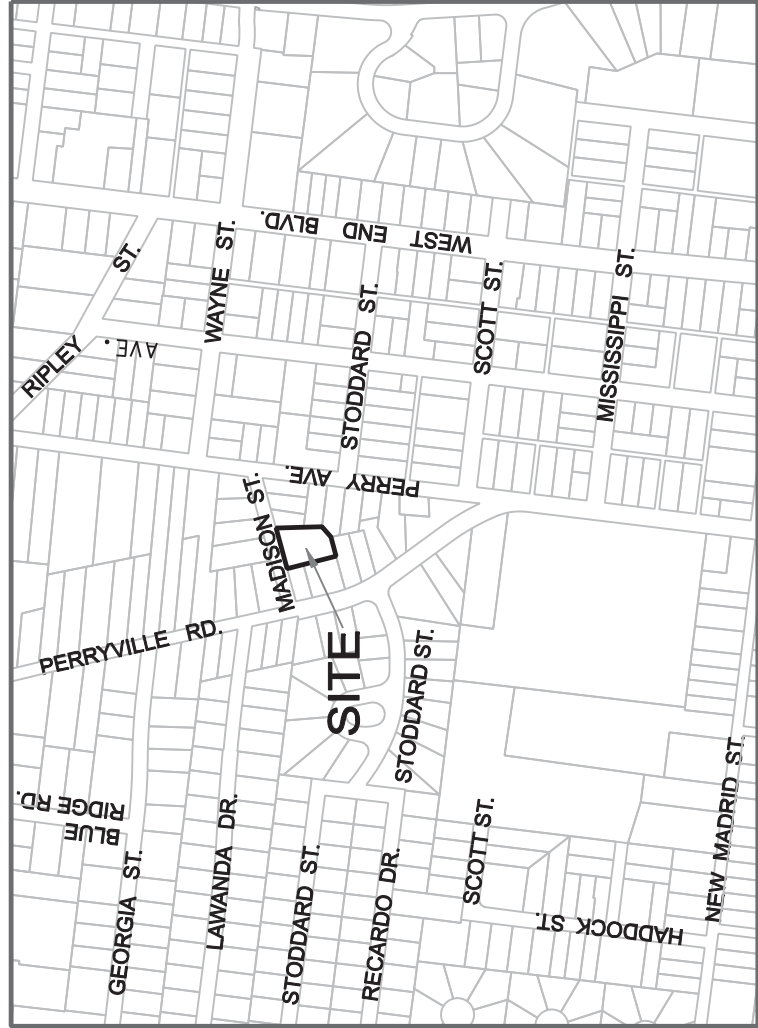 WEST END BLVD.
ST.
WAYNE ST.
STODDARD ST.
SCOTT ST.
MISSISSIPPI ST.
RIPLEY
AVE.
PERRY AVE.
MADISON ST.
PERRYVILLE RD.
SITE
STODDARD ST.
BLUE
RIDGE RD.
GEORGIA ST.
LAWANDA DR.
STODDARD ST.
RECARDO DR.
SCOTT ST.
HADDOCK ST.
NEW MADRID ST.